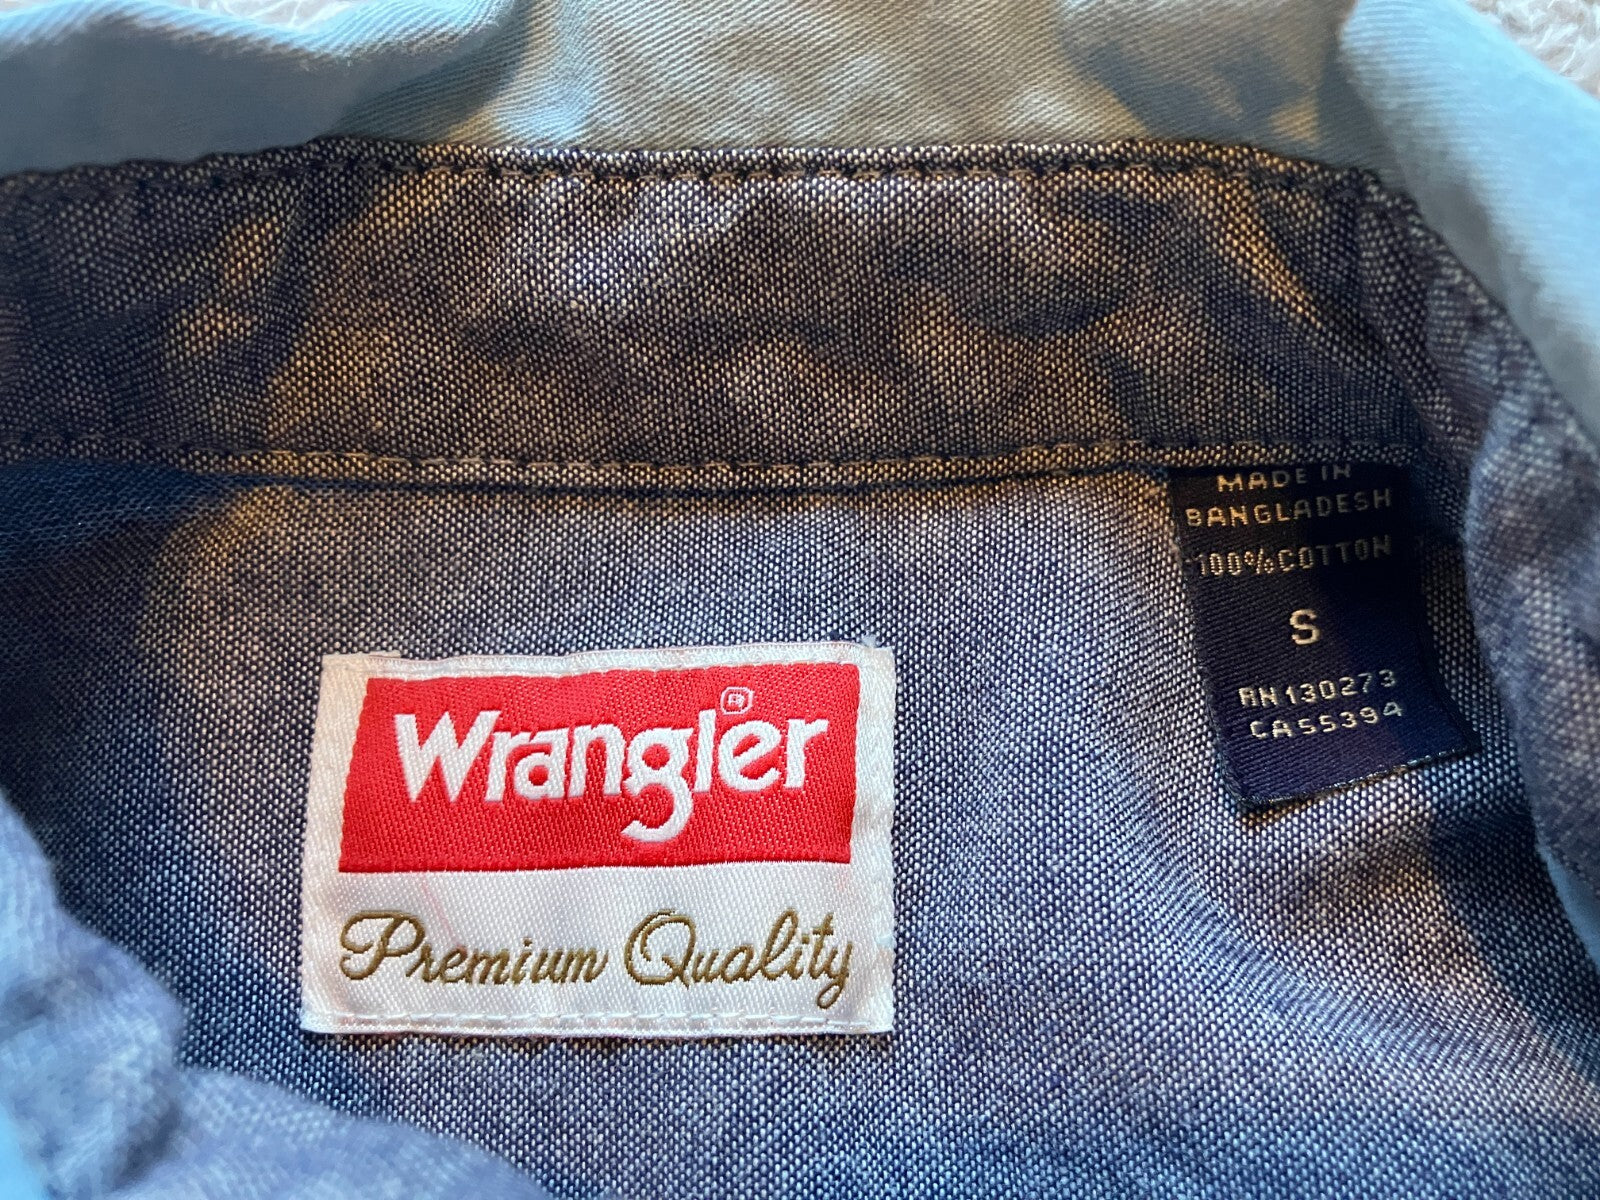 Wrangler®
Premium Quality
MADE IN
BANGLADESH
100% COTTON
S
RN 130273
CA 55394